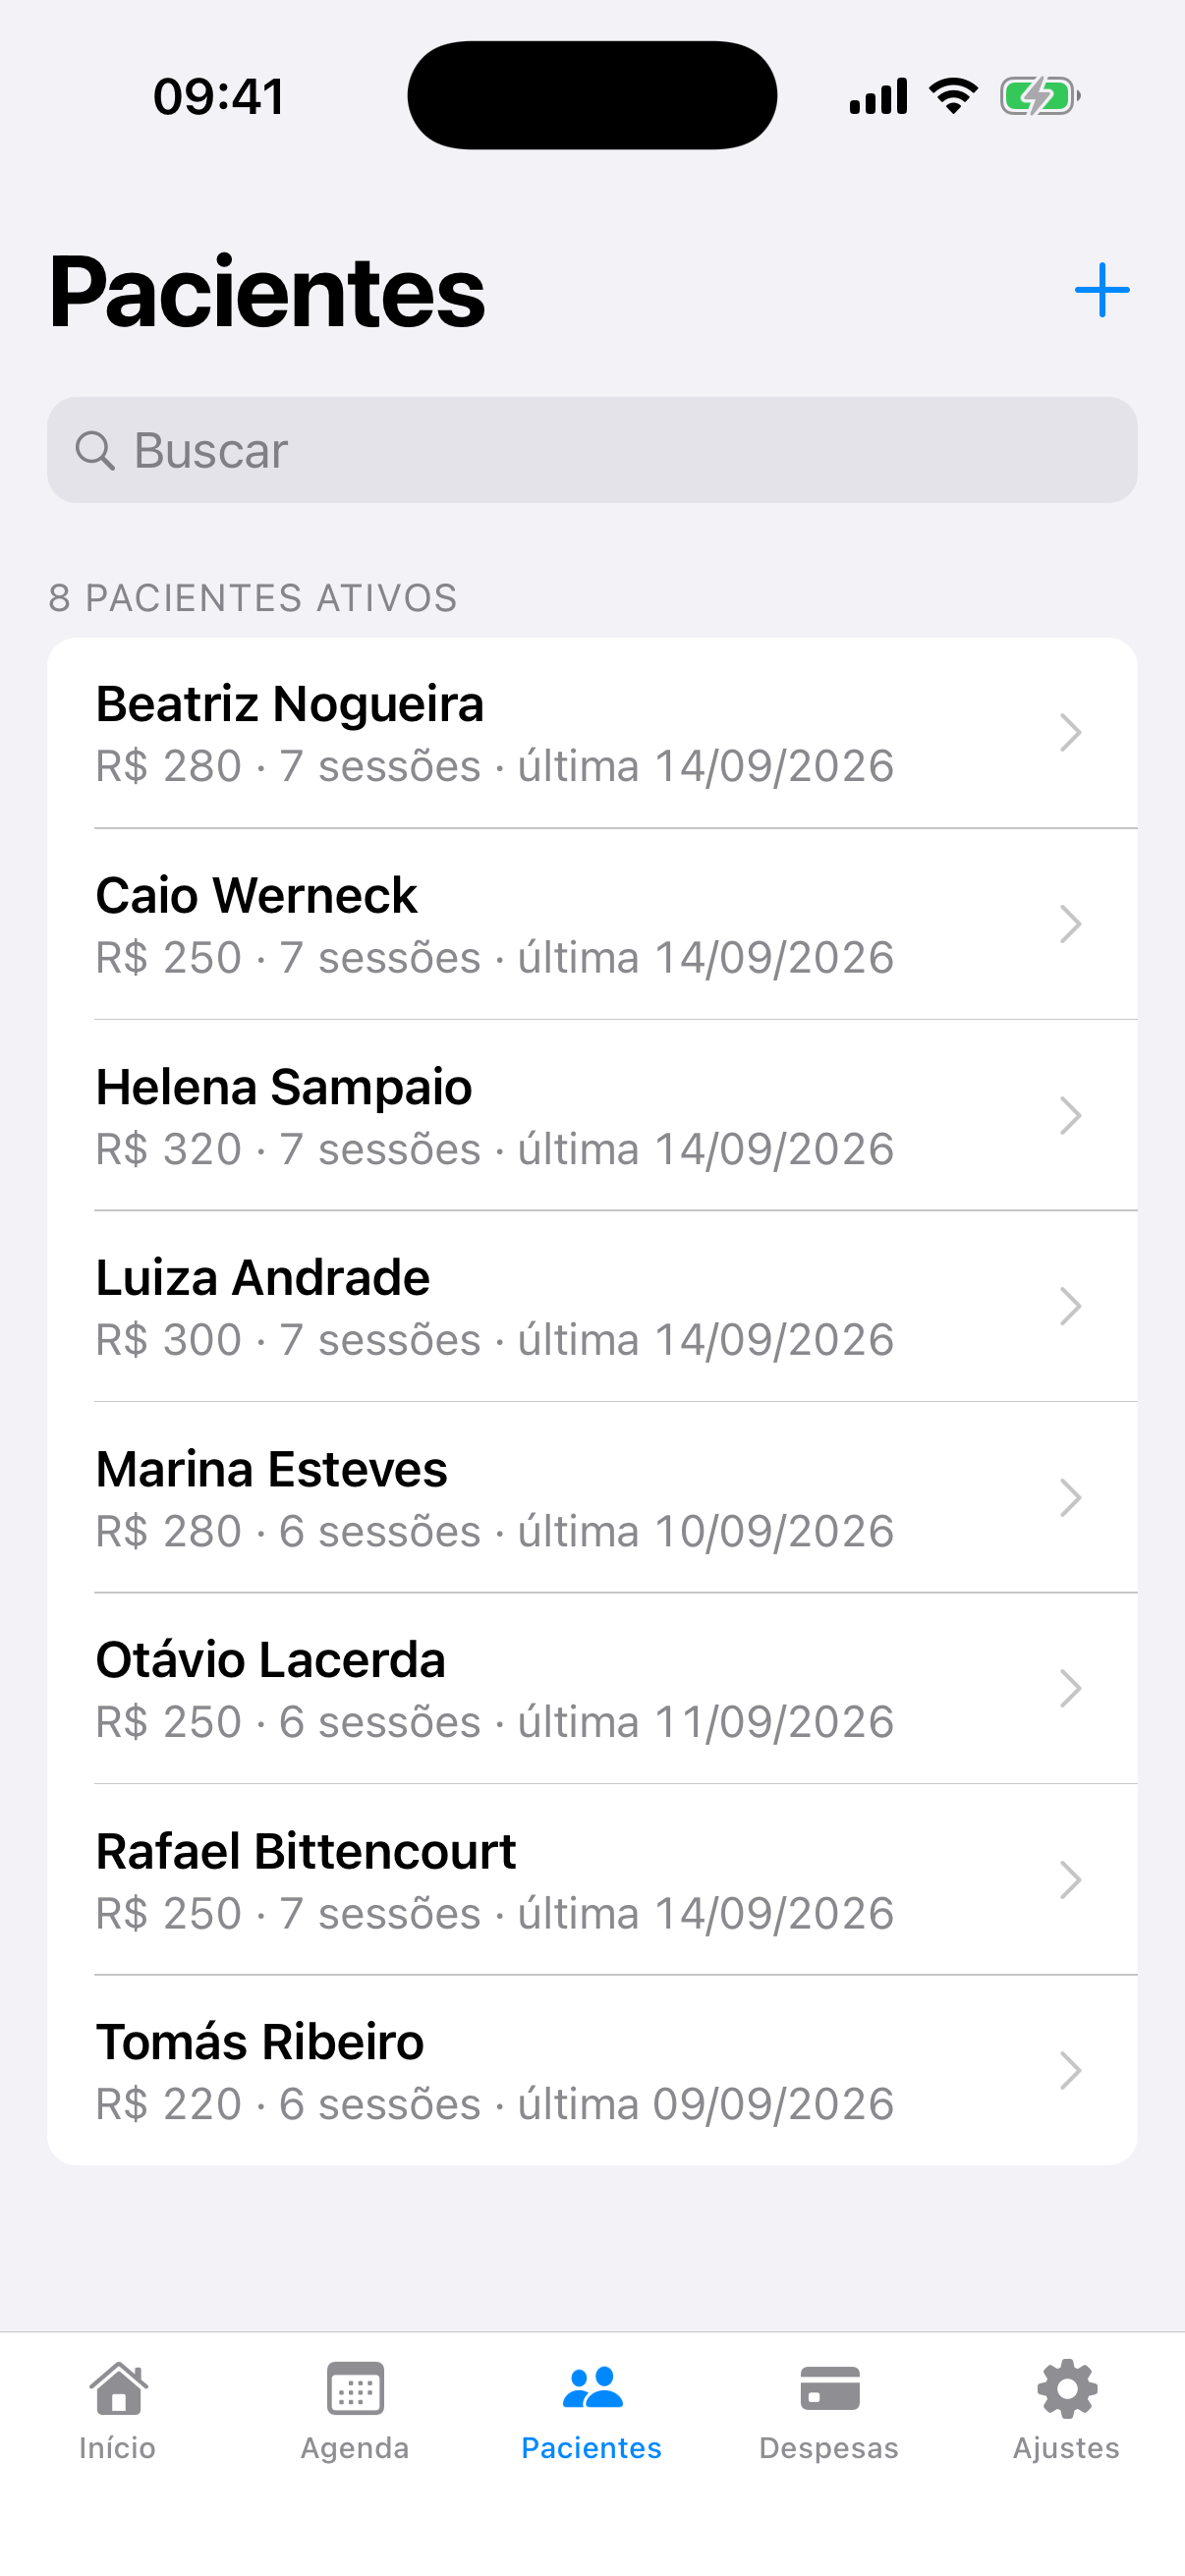 09:41
Pacientes
Buscar
8 PACIENTES ATIVOS
Beatriz Nogueira
R$ 280 · 7 sessões · última 14/09/2026
Caio Werneck
R$ 250 · 7 sessões · última 14/09/2026
Helena Sampaio
R$ 320 · 7 sessões · última 14/09/2026
Luiza Andrade
R$ 300 · 7 sessões · última 14/09/2026
Marina Esteves
R$ 280 · 6 sessões · última 10/09/2026
Otávio Lacerda
R$ 250 · 6 sessões · última 11/09/2026
Rafael Bittencourt
R$ 250 · 7 sessões · última 14/09/2026
Tomás Ribeiro
R$ 220 · 6 sessões · última 09/09/2026
Início Agenda Pacientes Despesas Ajustes